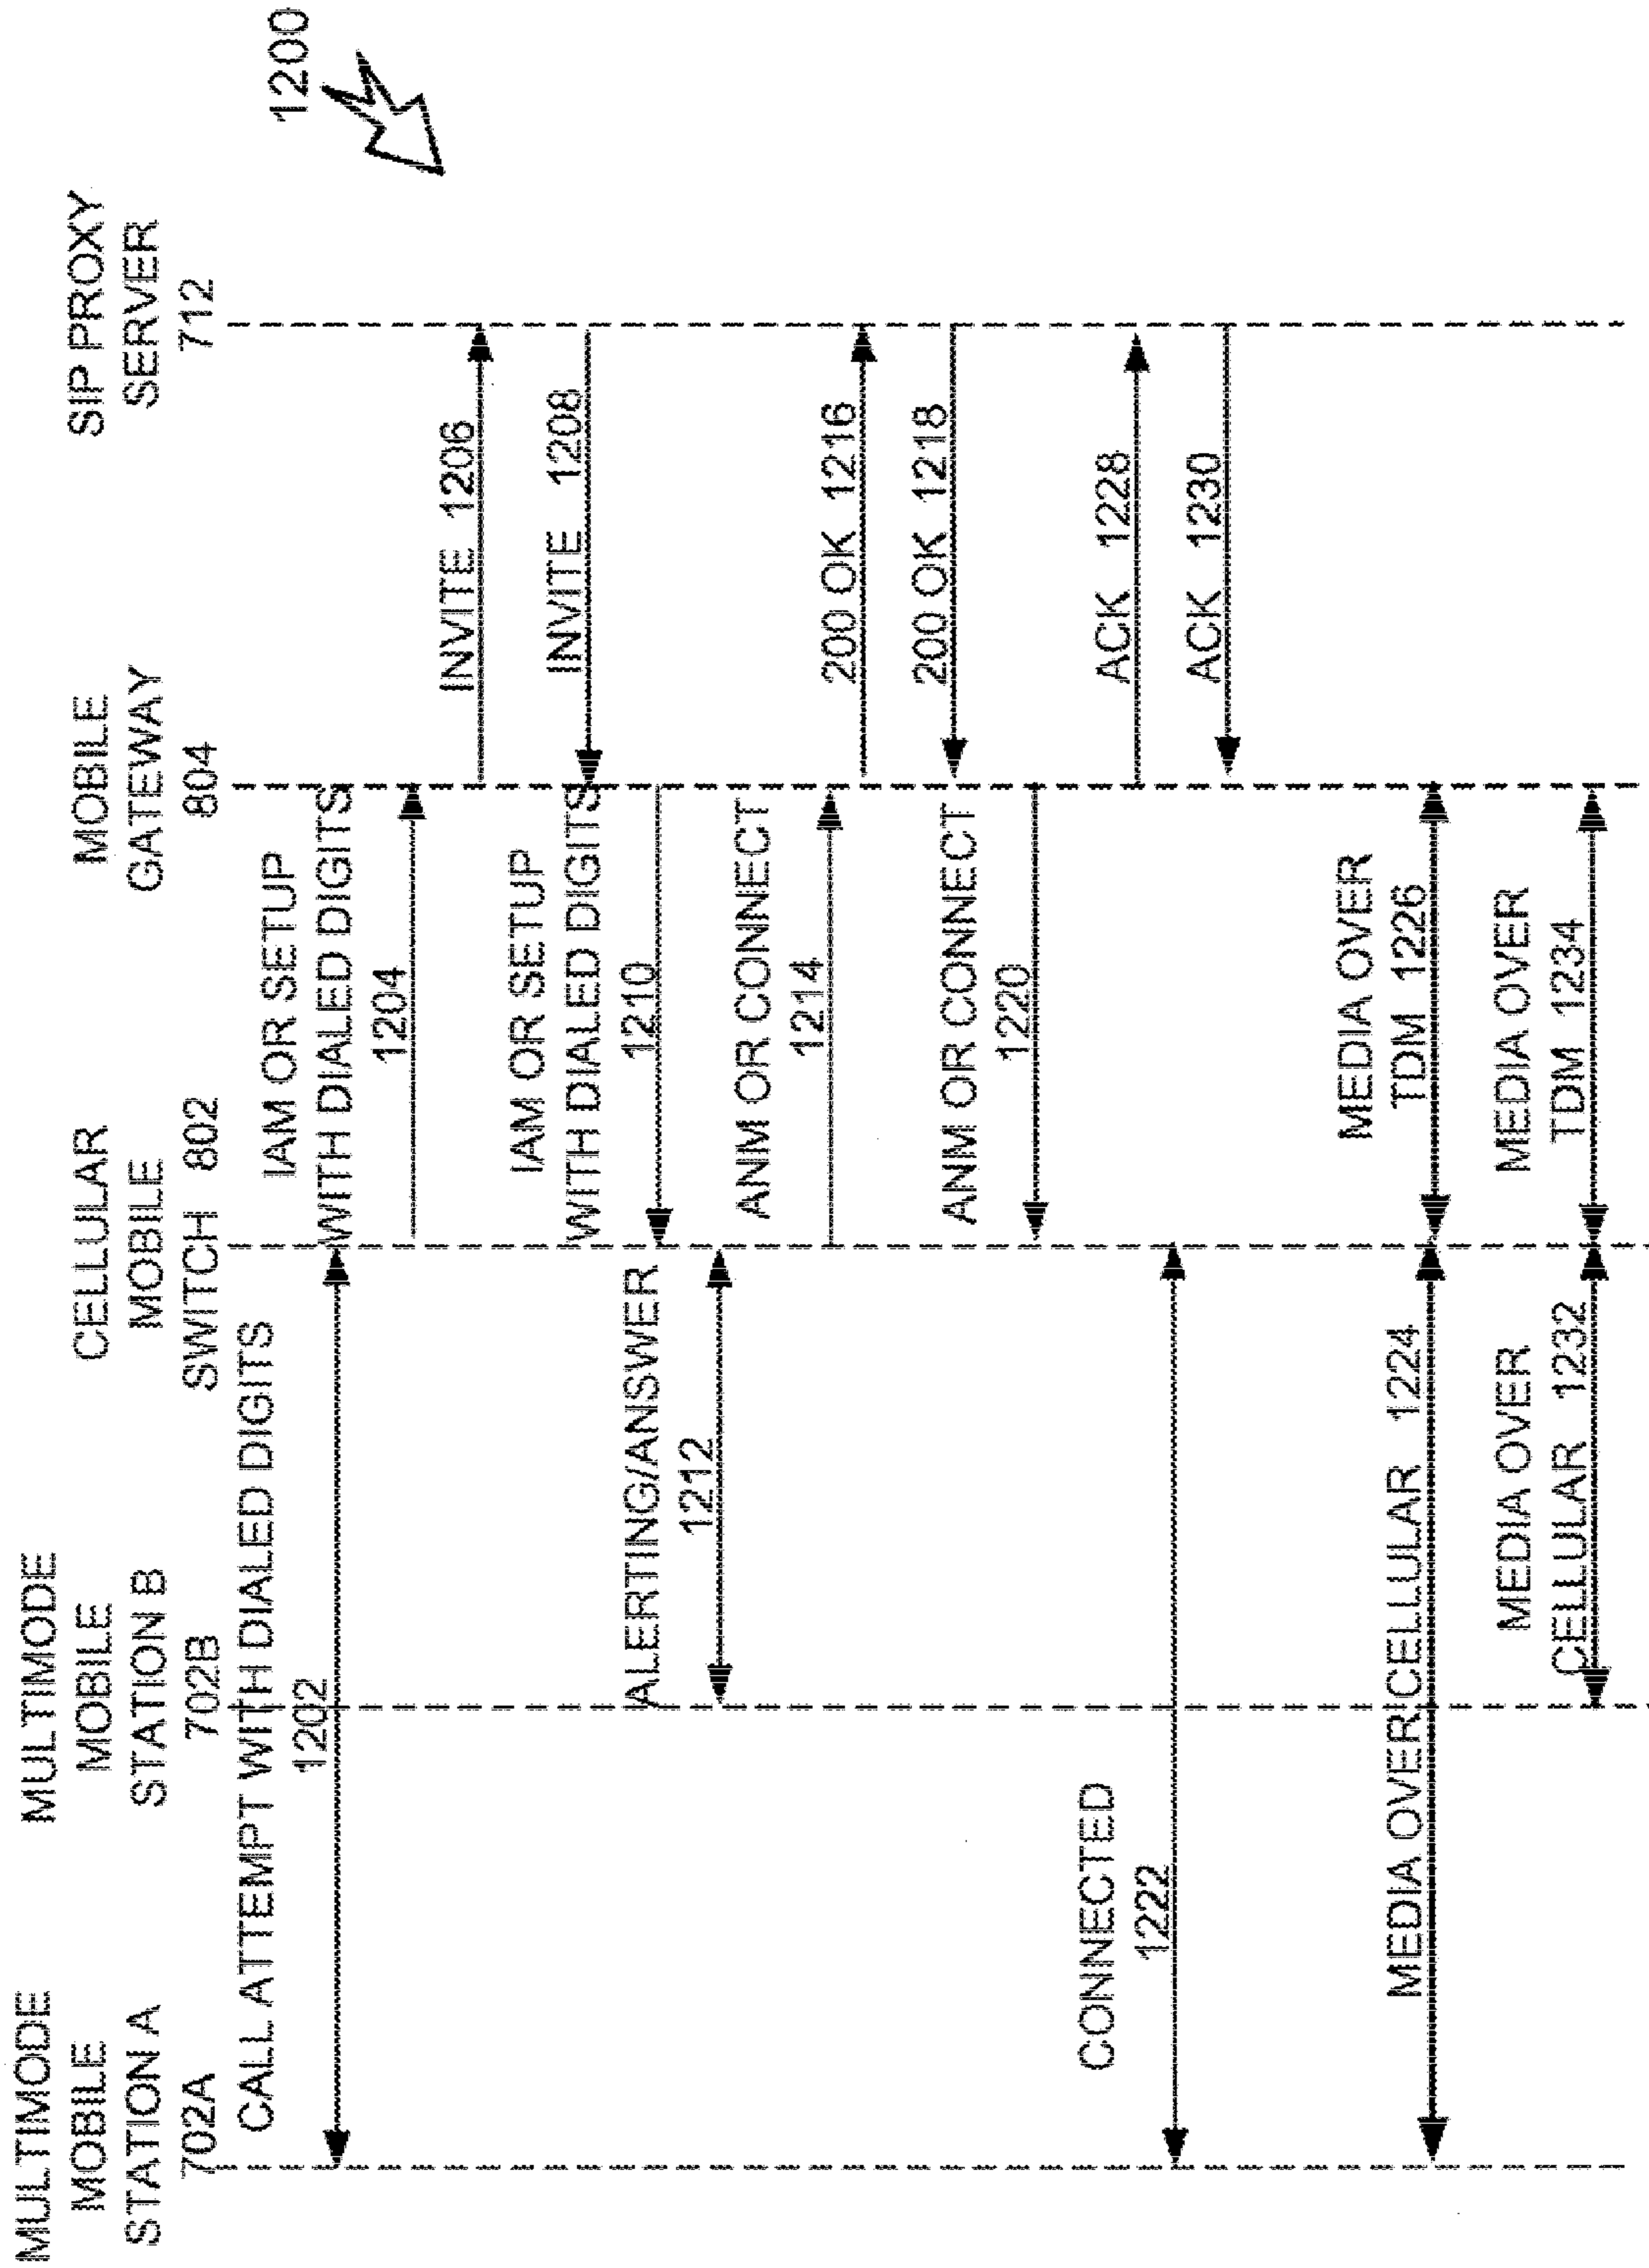 1200
MULTIMODE
MOBILE
STATION A
702A
MULTIMODE
MOBILE
STATION B
702B
CELLULAR
MOBILE
SWITCH 802
MOBILE
GATEWAY
804
SIP PROXY
SERVER
712
CALL ATTEMPT WITH DIALED DIGITS
1202
IAM OR SETUP
WITH DIALED DIGITS
1204
INVITE 1206
INVITE 1208
IAM OR SETUP
WITH DIALED DIGITS
1210
ALERTING/ANSWER
1212
ANM OR CONNECT
1214
200 OK 1216
200 OK 1218
ANM OR CONNECT
1220
CONNECTED
1222
ACK 1228
ACK 1230
MEDIA OVER CELLULAR 1224
MEDIA OVER
TDM 1226
MEDIA OVER
CELLULAR 1232
MEDIA OVER
TDM 1234